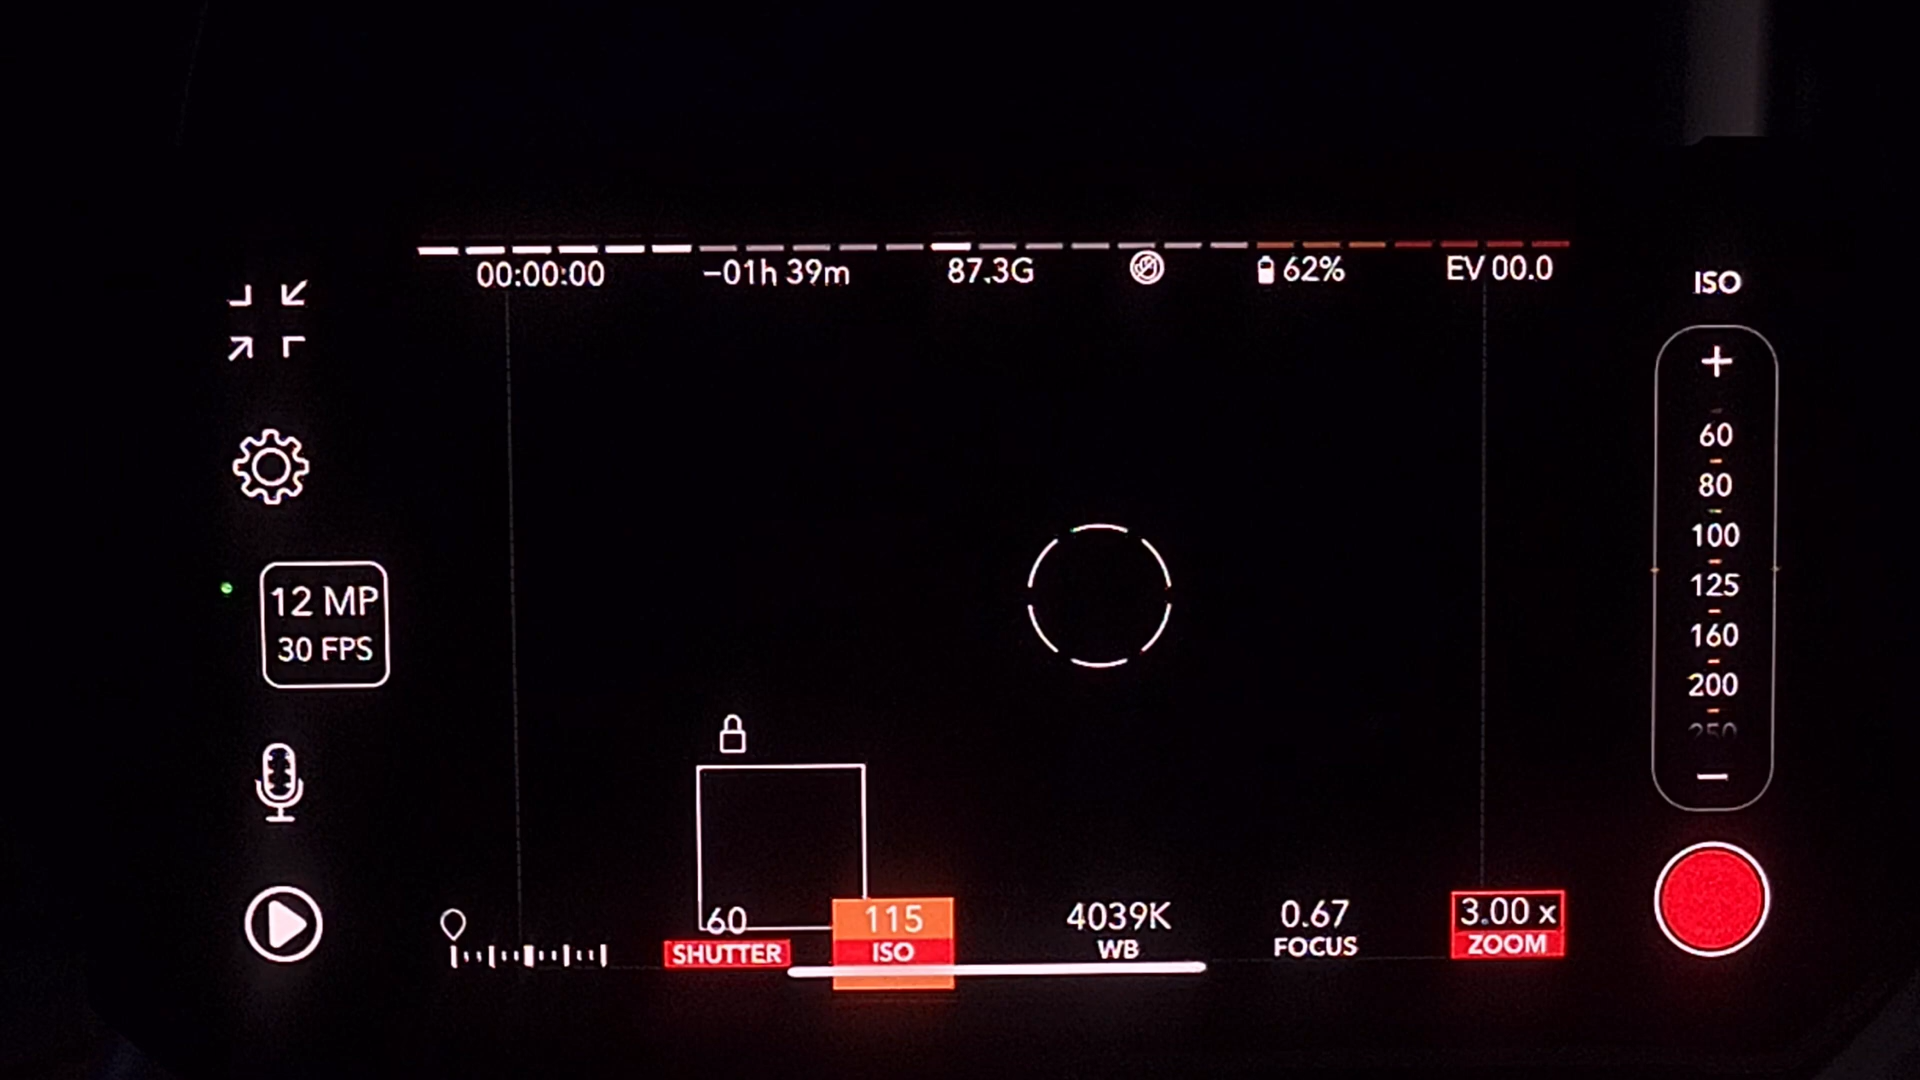 00:00:00 −01h 39m 87.3G 62% EV 00.0
ISO
+
60
80
100
125
160
200
250
−
12 MP
30 FPS
60
SHUTTER
115
ISO
4039K
WB
0.67
FOCUS
3.00 x
ZOOM